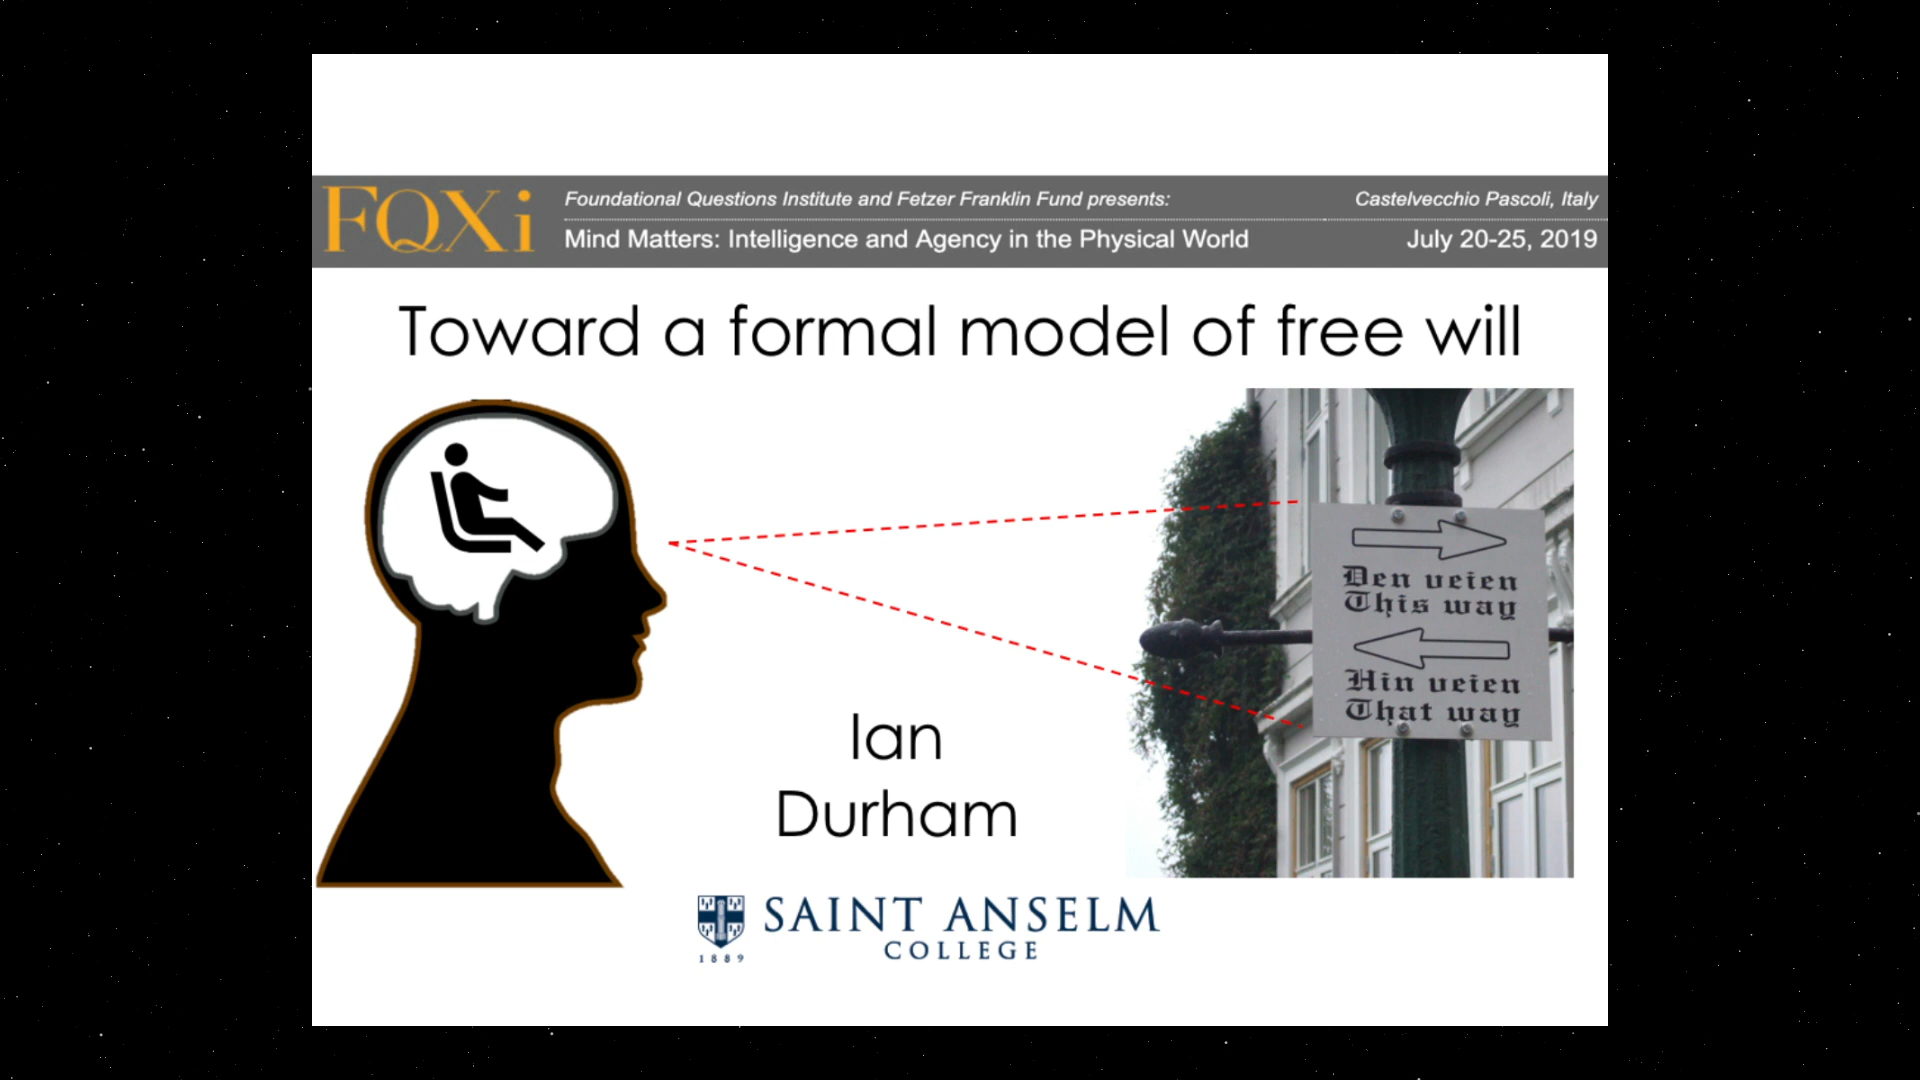 FQXi
Foundational Questions Institute and Fetzer Franklin Fund presents:
Castelvecchio Pascoli, Italy
Mind Matters: Intelligence and Agency in the Physical World
July 20-25, 2019
Toward a formal model of free will
Den veien
This way
Hin veien
That way
Ian
Durham
SAINT ANSELM
COLLEGE
1889